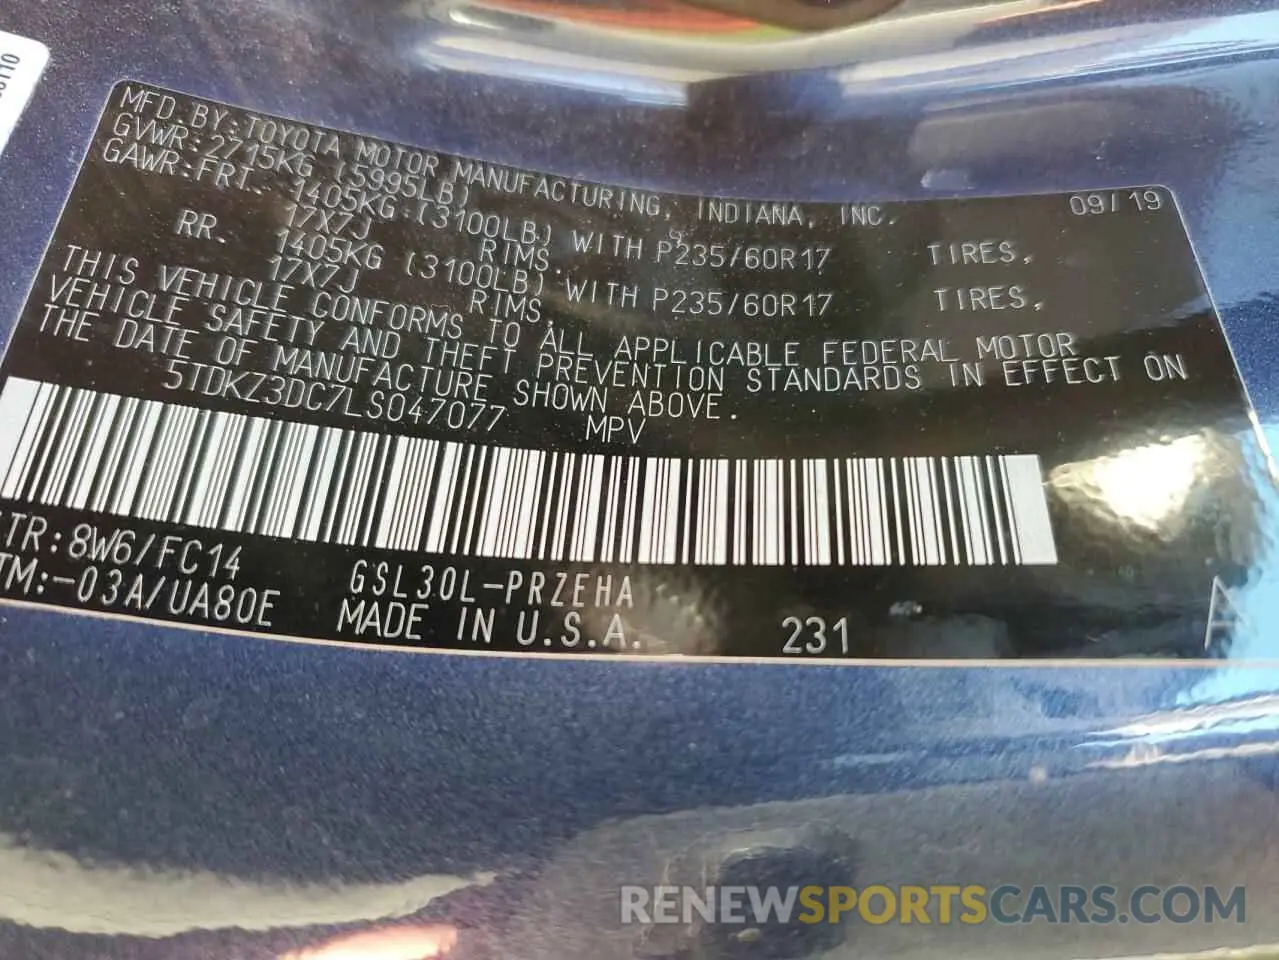 MFD. BY: TOYOTA MOTOR MANUFACTURING, INDIANA, INC. 09/19
GVWR: 2715KG (5995LB)
GAWR: FRT. 1405KG (3100LB) WITH P235/60R17 TIRES,
17X7J RIMS.
RR. 1405KG (3100LB) WITH P235/60R17 TIRES,
17X7J RIMS.
THIS VEHICLE CONFORMS TO ALL APPLICABLE FEDERAL MOTOR
VEHICLE SAFETY AND THEFT PREVENTION STANDARDS IN EFFECT ON
THE DATE OF MANUFACTURE SHOWN ABOVE.
5TDKZ3DC7LS047077 MPV
TR: 8W6/FC14 GSL30L-PRZEHA
TM:-03A/UA80E MADE IN U.S.A. 231
RENEWSPORTSCARS.COM